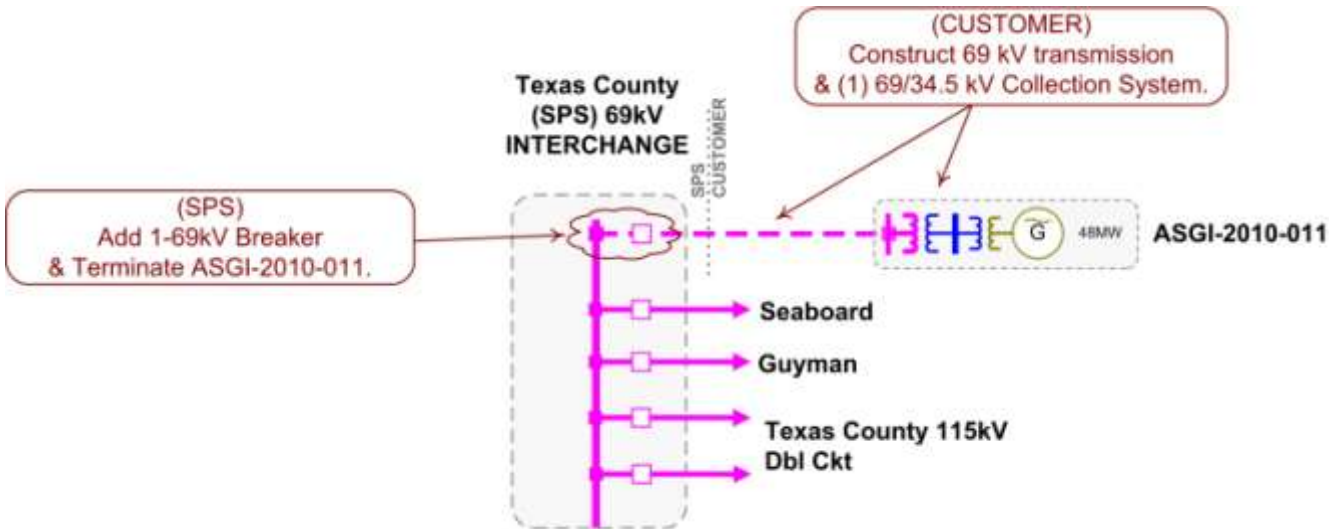 (CUSTOMER)
Construct 69 kV transmission
& (1) 69/34.5 kV Collection System.
Texas County
(SPS) 69kV
INTERCHANGE
SPS
CUSTOMER
(SPS)
Add 1-69kV Breaker
& Terminate ASGI-2010-011.
G
48MW
ASGI-2010-011
Seaboard
Guyman
Texas County 115kV
Dbl Ckt